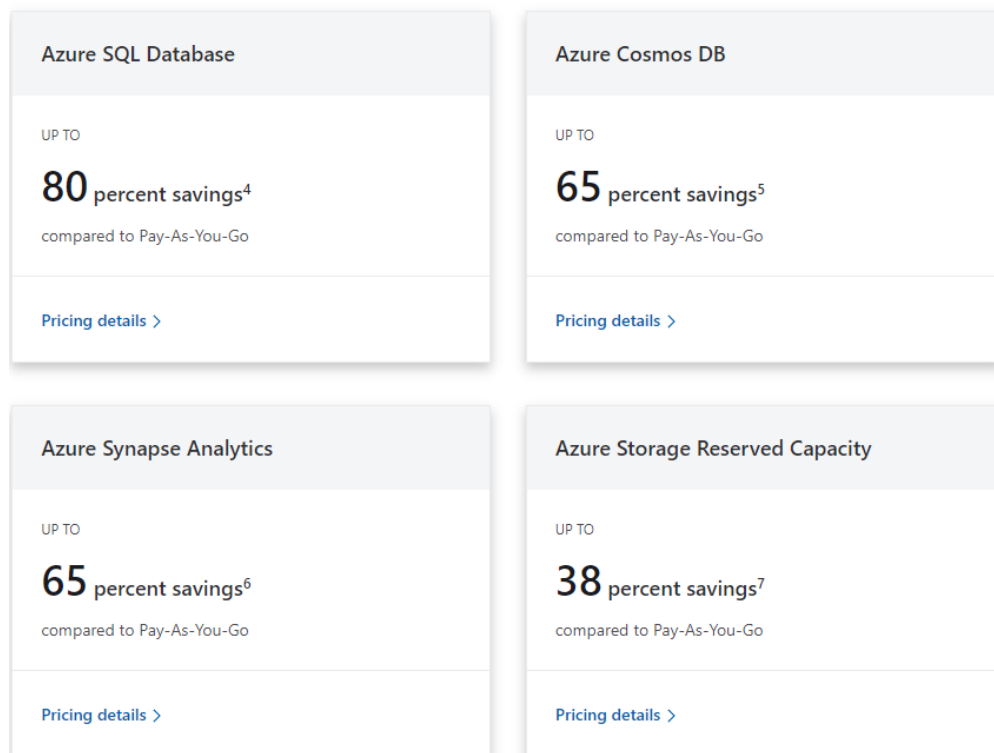 Azure SQL Database
UP TO
80 percent savings⁴
compared to Pay-As-You-Go
Pricing details >
Azure Cosmos DB
UP TO
65 percent savings⁵
compared to Pay-As-You-Go
Pricing details >
Azure Synapse Analytics
UP TO
65 percent savings⁶
compared to Pay-As-You-Go
Pricing details >
Azure Storage Reserved Capacity
UP TO
38 percent savings⁷
compared to Pay-As-You-Go
Pricing details >